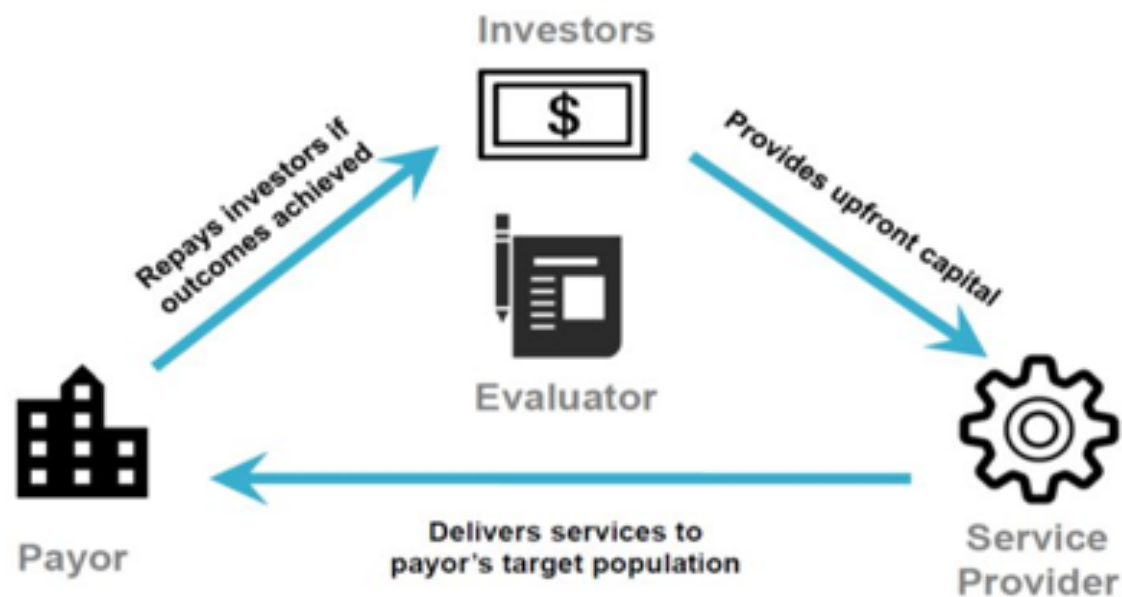 Investors
$
Repays investors if
outcomes achieved
Provides upfront capital
Evaluator
Payor
Delivers services to
payor's target population
Service
Provider